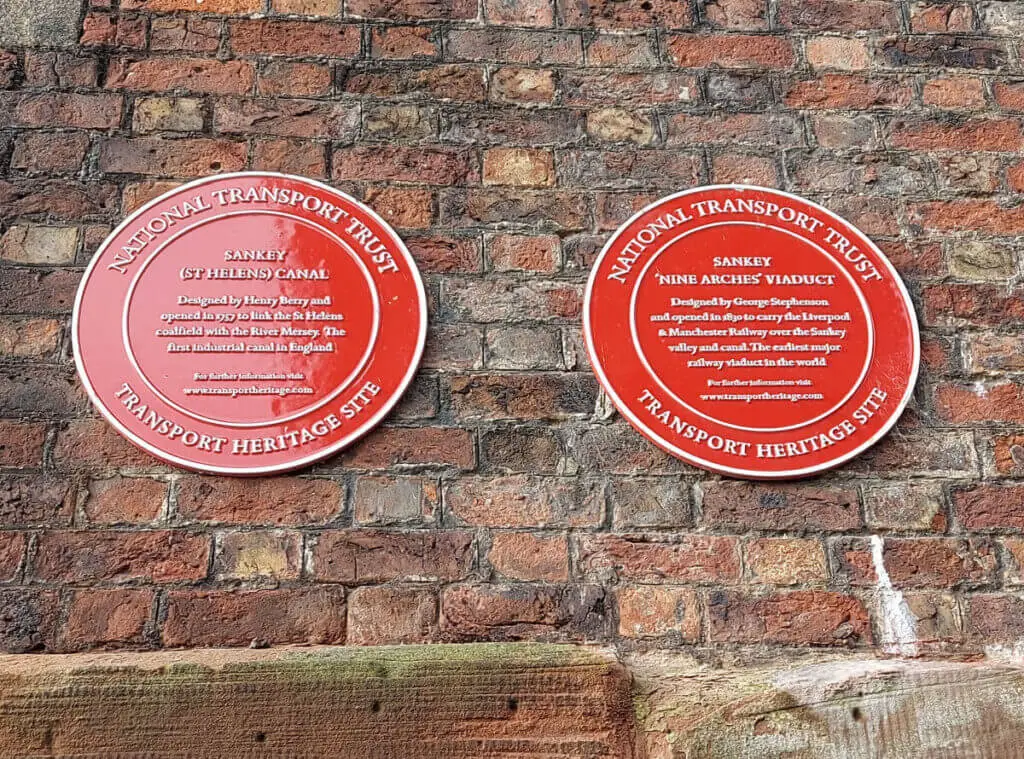 NATIONAL TRANSPORT TRUST
SANKEY
(ST HELENS) CANAL
Designed by Henry Berry and
opened in 1757 to link the St Helens
coalfield with the River Mersey. The
first industrial canal in England
For further information visit
www.transportheritage.com
TRANSPORT HERITAGE SITE
NATIONAL TRANSPORT TRUST
SANKEY
'NINE ARCHES' VIADUCT
Designed by George Stephenson
and opened in 1830 to carry the Liverpool
& Manchester Railway over the Sankey
valley and canal. The earliest major
railway viaduct in the world
For further information visit
www.transportheritage.com
TRANSPORT HERITAGE SITE